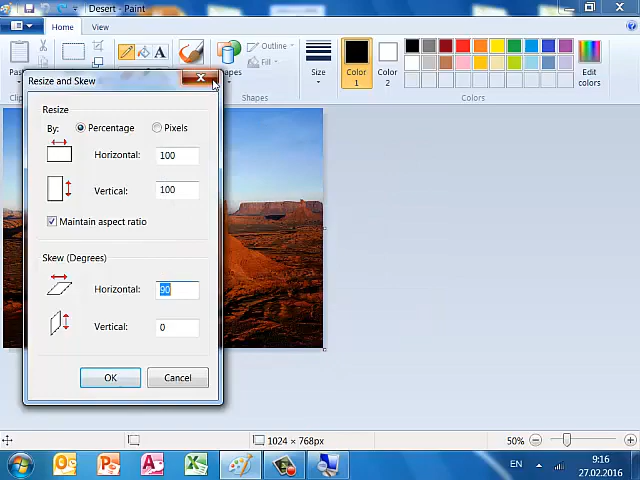 Desert - Paint
Home View
Paste
Outline
Fill
Shapes
Size
Color 1
Color 2
Edit colors
Colors
Resize and Skew
Resize
By: Percentage Pixels
Horizontal: 100
Vertical: 100
Maintain aspect ratio
Skew (Degrees)
Horizontal: 90
Vertical: 0
OK Cancel
1024 × 768px 50%
EN 9:16
27.02.2016